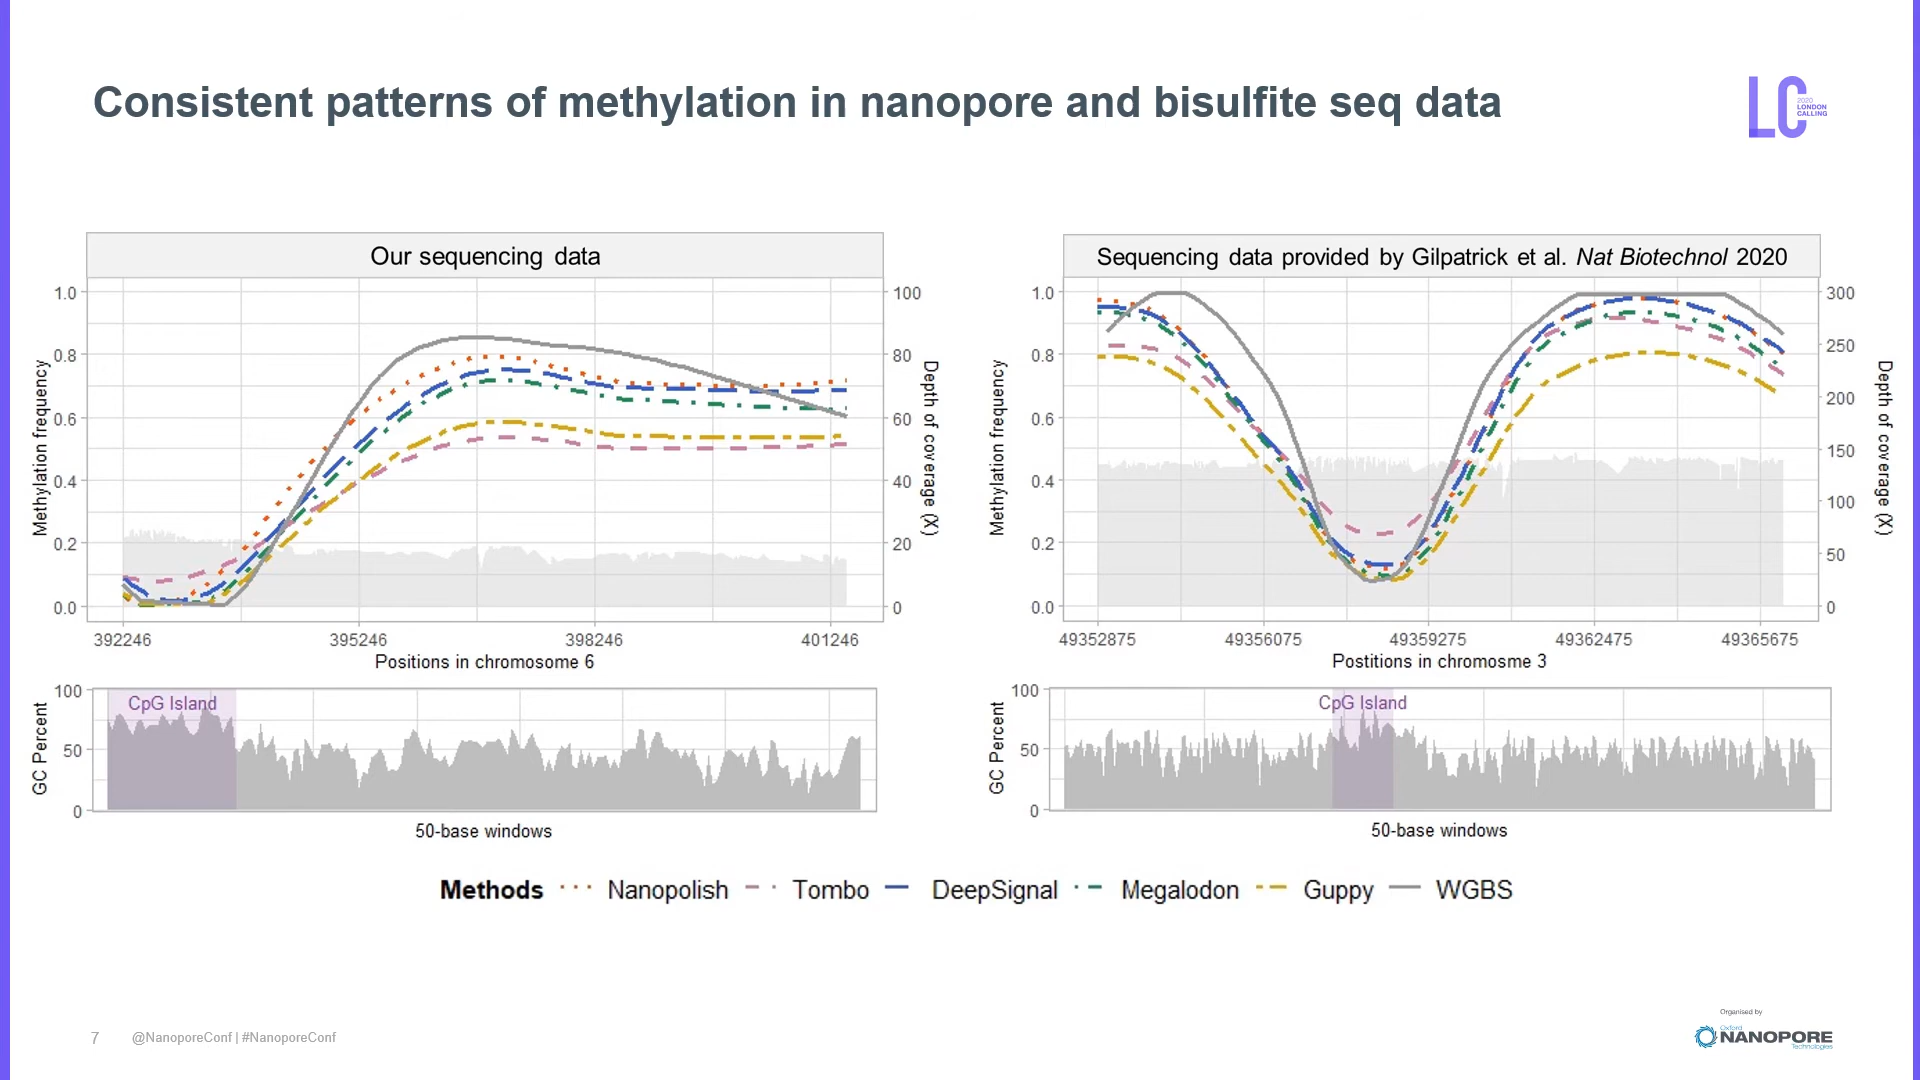 Consistent patterns of methylation in nanopore and bisulfite seq data
LC
2020
LONDON
CALLING
Our sequencing data
1.0
0.8
0.6
0.4
0.2
0.0
Methylation frequency
100
80
60
40
20
0
Depth of coverage (X)
392246 395246 398246 401246
Positions in chromosome 6
CpG Island
100
50
0
GC Percent
50-base windows
Sequencing data provided by Gilpatrick et al. Nat Biotechnol 2020
1.0
0.8
0.6
0.4
0.2
0.0
Methylation frequency
300
250
200
150
100
50
0
Depth of coverage (X)
49352875 49356075 49359275 49362475 49365675
Postitions in chromosme 3
CpG Island
100
50
0
GC Percent
50-base windows
Methods Nanopolish Tombo DeepSignal Megalodon Guppy WGBS
7 @NanoporeConf | #NanoporeConf
Organised by
Oxford
NANOPORE
Technologies